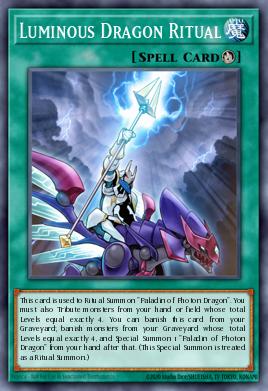 Luminous Dragon Ritual
[Spell Card]
This card is used to Ritual Summon "Paladin of Photon Dragon". You
must also Tribute monsters from your hand or field whose total
Levels equal exactly 4. You can banish this card from your
Graveyard; banish monsters from your Graveyard whose total
Levels equal exactly 4, and Special Summon 1 "Paladin of Photon
Dragon" from your hand after that. (This Special Summon is treated
as a Ritual Summon.)